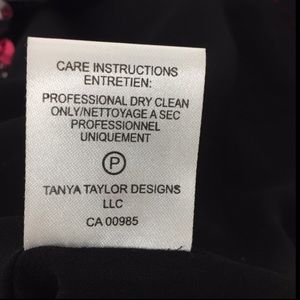 CARE INSTRUCTIONS
ENTRETIEN:
PROFESSIONAL DRY CLEAN
ONLY/NETTOYAGE A SEC
PROFESSIONNEL
UNIQUEMENT
P
TANYA TAYLOR DESIGNS
LLC
CA 00985